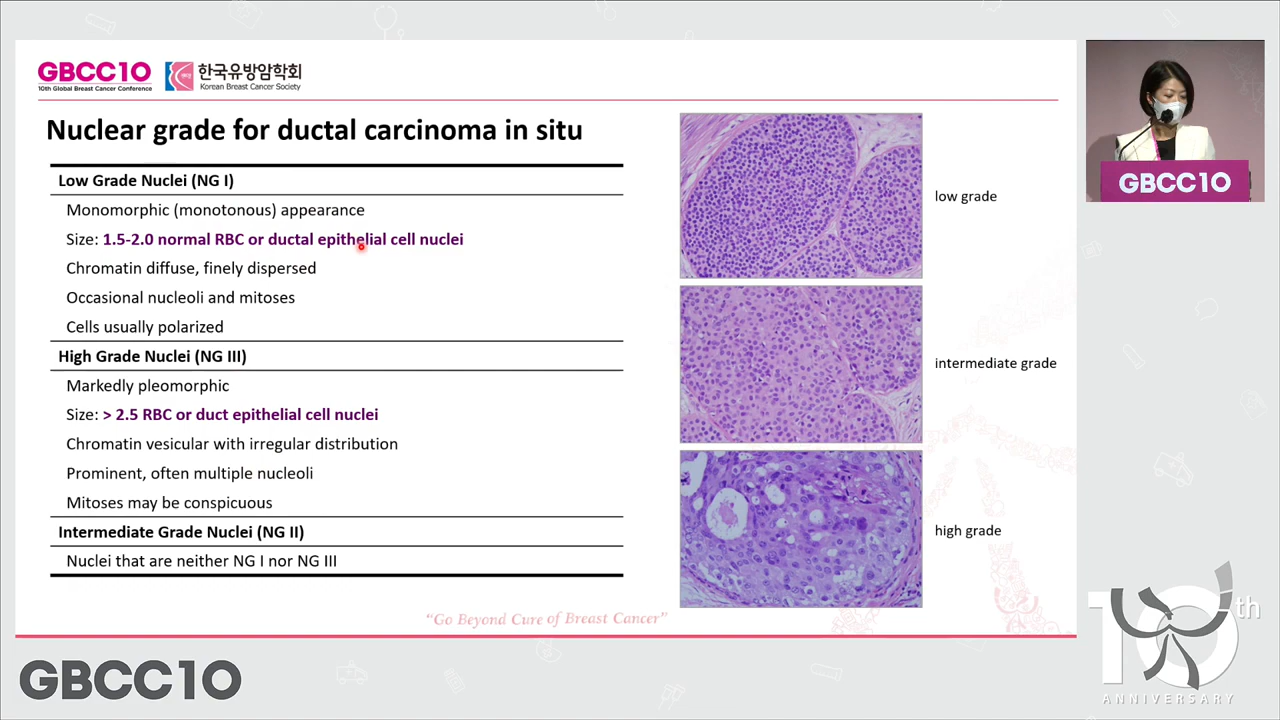 GBCC10
10th Global Breast Cancer Conference
한국유방암학회
Korean Breast Cancer Society
Nuclear grade for ductal carcinoma in situ
Low Grade Nuclei (NG I)
Monomorphic (monotonous) appearance
Size: 1.5-2.0 normal RBC or ductal epithelial cell nuclei
Chromatin diffuse, finely dispersed
Occasional nucleoli and mitoses
Cells usually polarized
High Grade Nuclei (NG III)
Markedly pleomorphic
Size: > 2.5 RBC or duct epithelial cell nuclei
Chromatin vesicular with irregular distribution
Prominent, often multiple nucleoli
Mitoses may be conspicuous
Intermediate Grade Nuclei (NG II)
Nuclei that are neither NG I nor NG III
low grade
intermediate grade
high grade
"Go Beyond Cure of Breast Cancer"
GBCC10
GBCC10
10th
ANNIVERSARY